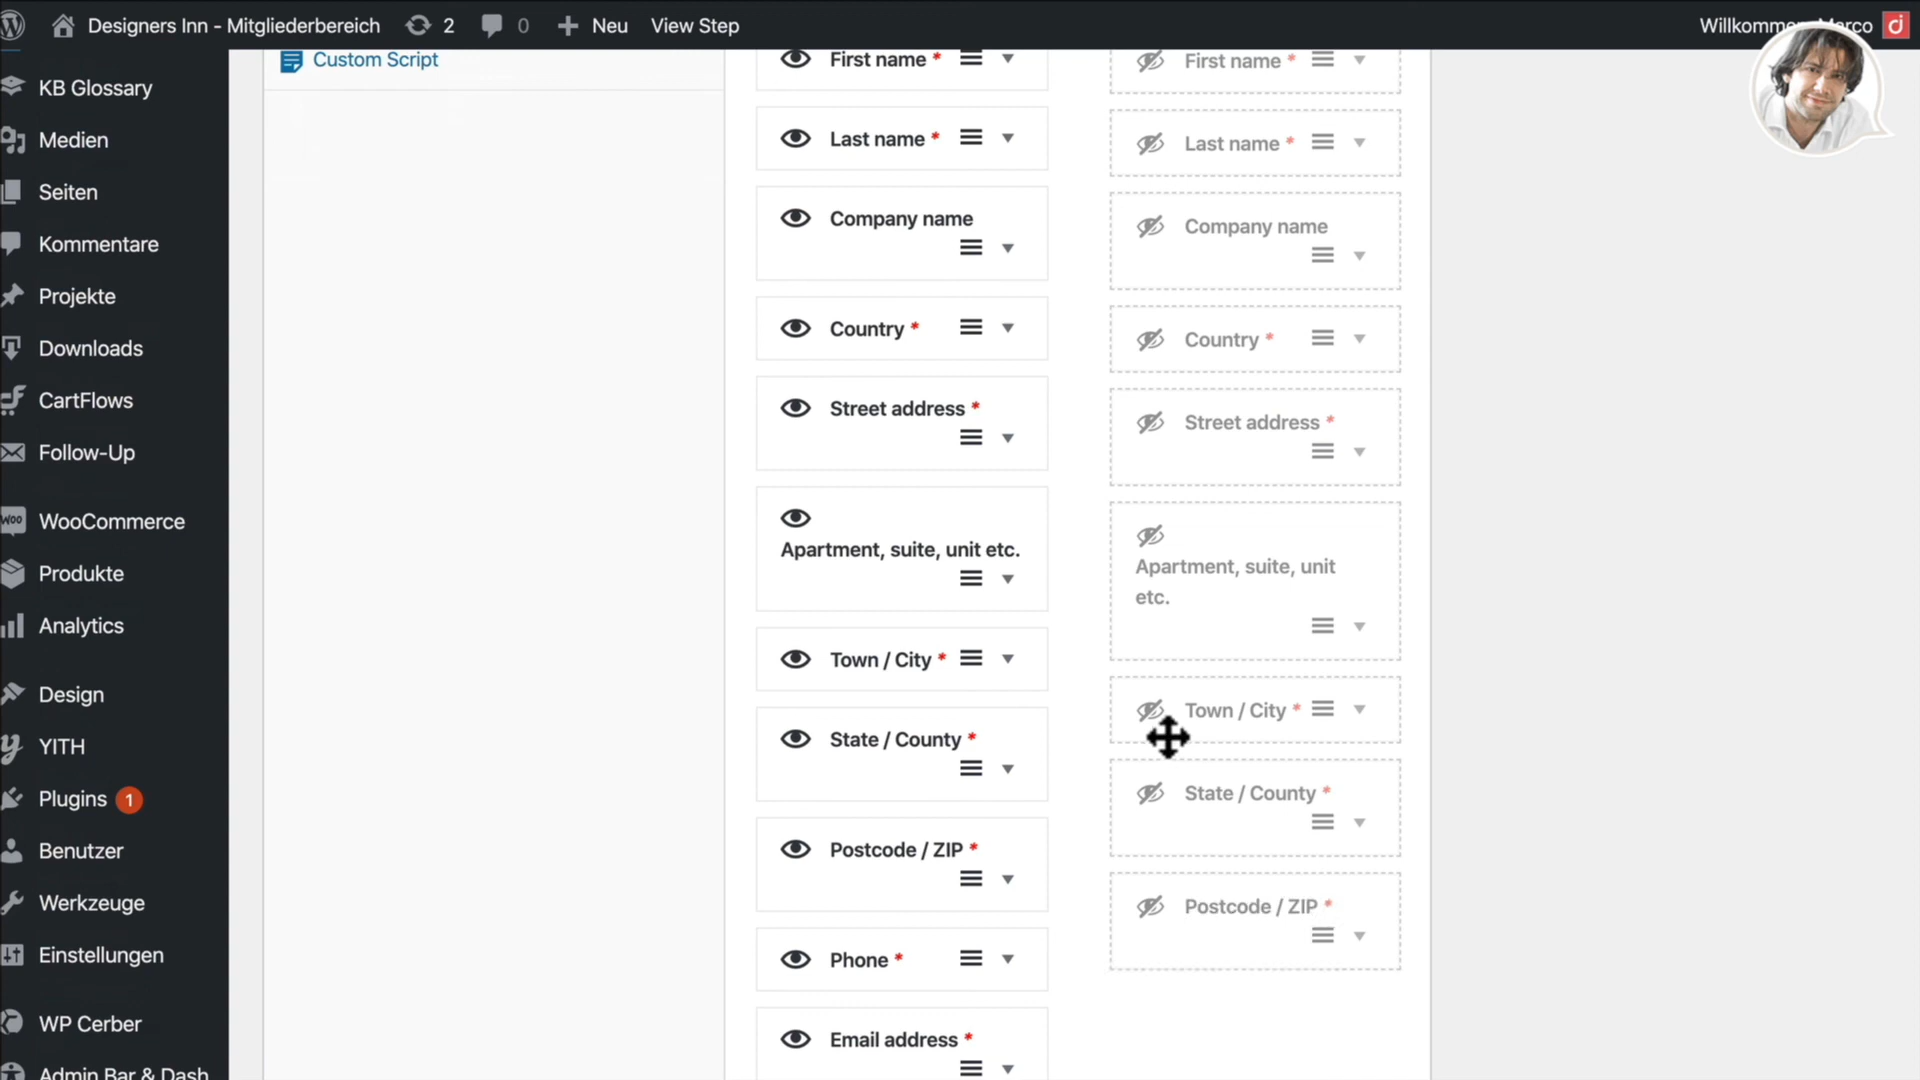 Designers Inn - Mitgliederbereich 2 0 Neu View Step
KB Glossary
Medien
Seiten
Kommentare
Projekte
Downloads
CartFlows
Follow-Up
Woo WooCommerce
Produkte
Analytics
Design
YITH
Plugins 1
Benutzer
Werkzeuge
Einstellungen
WP Cerber
Admin Bar & Dash
Custom Script
First name *
Last name *
Company name
Country *
Street address *
Apartment, suite, unit etc.
Town / City *
State / County *
Postcode / ZIP *
Phone *
Email address *
First name *
Last name *
Company name
Country *
Street address *
Apartment, suite, unit
etc.
Town / City *
State / County *
Postcode / ZIP *